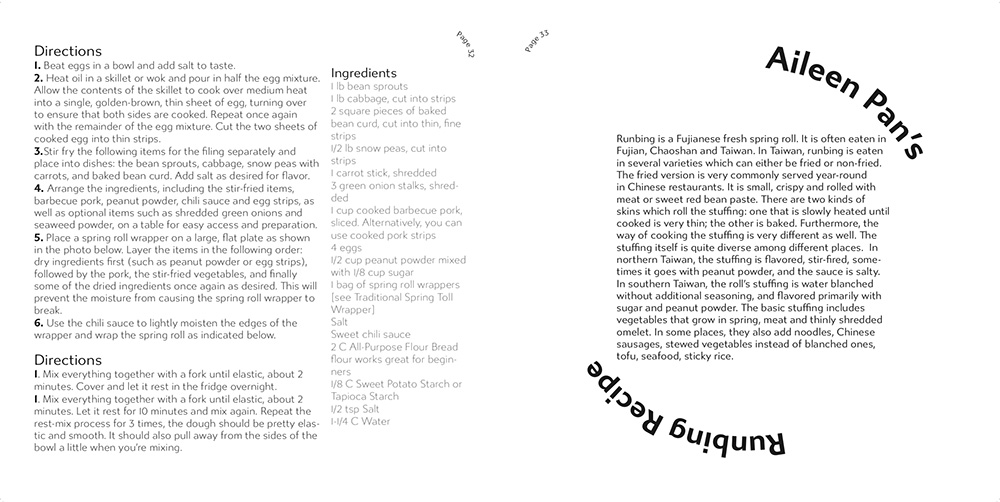 Page 32
Directions
1. Beat eggs in a bowl and add salt to taste.
2. Heat oil in a skillet or wok and pour in half the egg mixture.
Allow the contents of the skillet to cook over medium heat
into a single, golden-brown, thin sheet of egg, turning over
to ensure that both sides are cooked. Repeat once again
with the remainder of the egg mixture. Cut the two sheets of
cooked egg into thin strips.
3.Stir fry the following items for the filing separately and
place into dishes: the bean sprouts, cabbage, snow peas with
carrots, and baked bean curd. Add salt as desired for flavor.
4. Arrange the ingredients, including the stir-fried items,
barbecue pork, peanut powder, chili sauce and egg strips, as
well as optional items such as shredded green onions and
seaweed powder, on a table for easy access and preparation.
5. Place a spring roll wrapper on a large, flat plate as shown
in the photo below. Layer the items in the following order:
dry ingredients first (such as peanut powder or egg strips),
followed by the pork, the stir-fried vegetables, and finally
some of the dried ingredients once again as desired. This will
prevent the moisture from causing the spring roll wrapper to
break.
6. Use the chili sauce to lightly moisten the edges of the
wrapper and wrap the spring roll as indicated below.
Directions
1. Mix everything together with a fork until elastic, about 2
minutes. Cover and let it rest in the fridge overnight.
1. Mix everything together with a fork until elastic, about 2
minutes. Let it rest for 10 minutes and mix again. Repeat the
rest-mix process for 3 times, the dough should be pretty elas-
tic and smooth. It should also pull away from the sides of the
bowl a little when you're mixing.
Ingredients
1 lb bean sprouts
1 lb cabbage, cut into strips
2 square pieces of baked
bean curd, cut into thin, fine
strips
1/2 lb snow peas, cut into
strips
1 carrot stick, shredded
3 green onion stalks, shred-
ded
1 cup cooked barbecue pork,
sliced. Alternatively, you can
use cooked pork strips
4 eggs
1/2 cup peanut powder mixed
with 1/8 cup sugar
1 bag of spring roll wrappers
[see Traditional Spring Toll
Wrapper]
Salt
Sweet chili sauce
2 C All-Purpose Flour Bread
flour works great for begin-
ners
1/8 C Sweet Potato Starch or
Tapioca Starch
1/2 tsp Salt
1-1/4 C Water
Page 33
Aileen Pan's
Runbing is a Fujianese fresh spring roll. It is often eaten in
Fujian, Chaoshan and Taiwan. In Taiwan, runbing is eaten
in several varieties which can either be fried or non-fried.
The fried version is very commonly served year-round
in Chinese restaurants. It is small, crispy and rolled with
meat or sweet red bean paste. There are two kinds of
skins which roll the stuffing: one that is slowly heated until
cooked is very thin; the other is baked. Furthermore, the
way of cooking the stuffing is very different as well. The
stuffing itself is quite diverse among different places. In
northern Taiwan, the stuffing is flavored, stir-fired, some-
times it goes with peanut powder, and the sauce is salty.
In southern Taiwan, the roll's stuffing is water blanched
without additional seasoning, and flavored primarily with
sugar and peanut powder. The basic stuffing includes
vegetables that grow in spring, meat and thinly shredded
omelet. In some places, they also add noodles, Chinese
sausages, stewed vegetables instead of blanched ones,
tofu, seafood, sticky rice.
Runbing Recipe